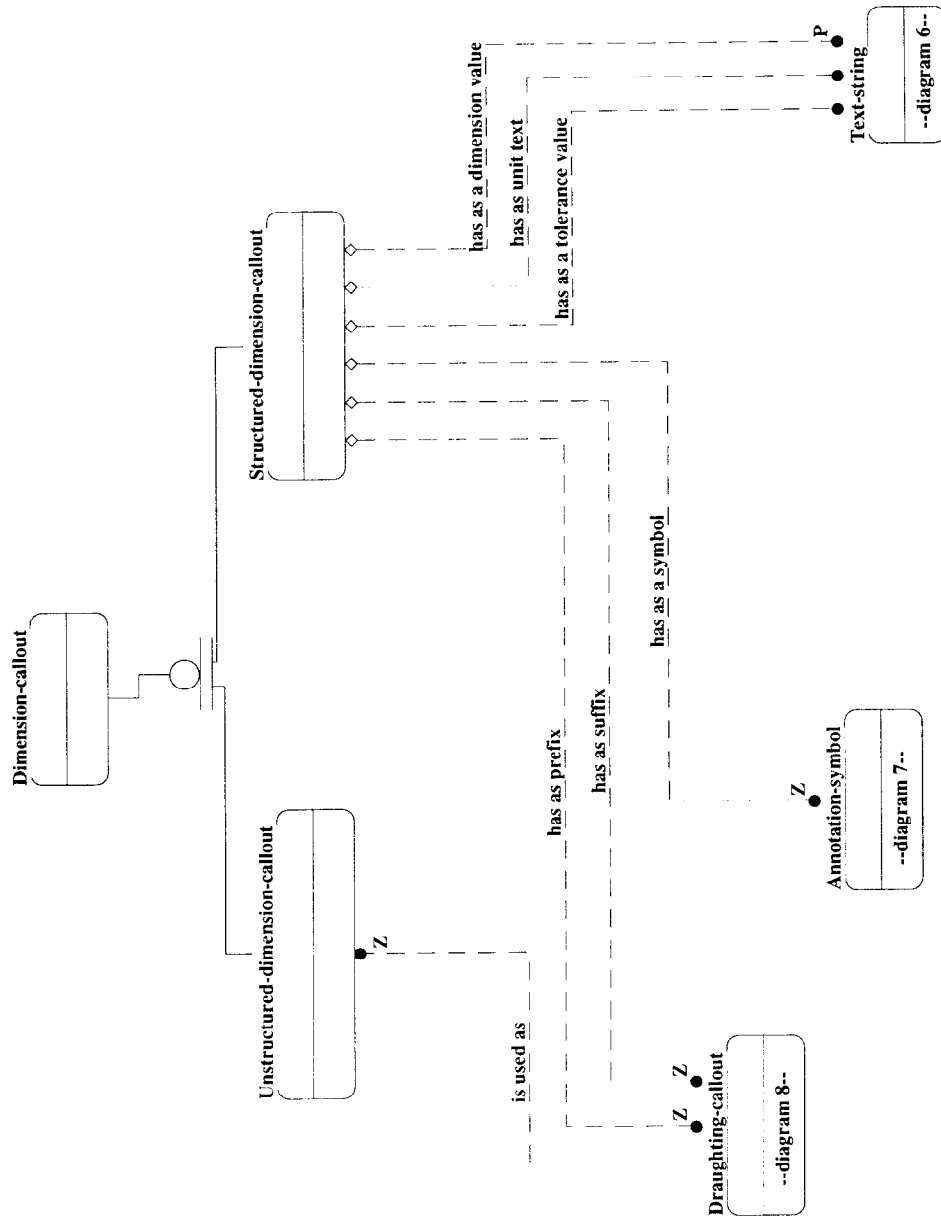 Dimension-callout
Unstructured-dimension-callout
Structured-dimension-callout
Z
is used as
has as prefix
has as suffix
has as a symbol
has as a tolerance value
has as unit text
has as a dimension value
Z
Z
Draughting-callout
--diagram 8--
Z
Annotation-symbol
--diagram 7--
P
Text-string
--diagram 6--